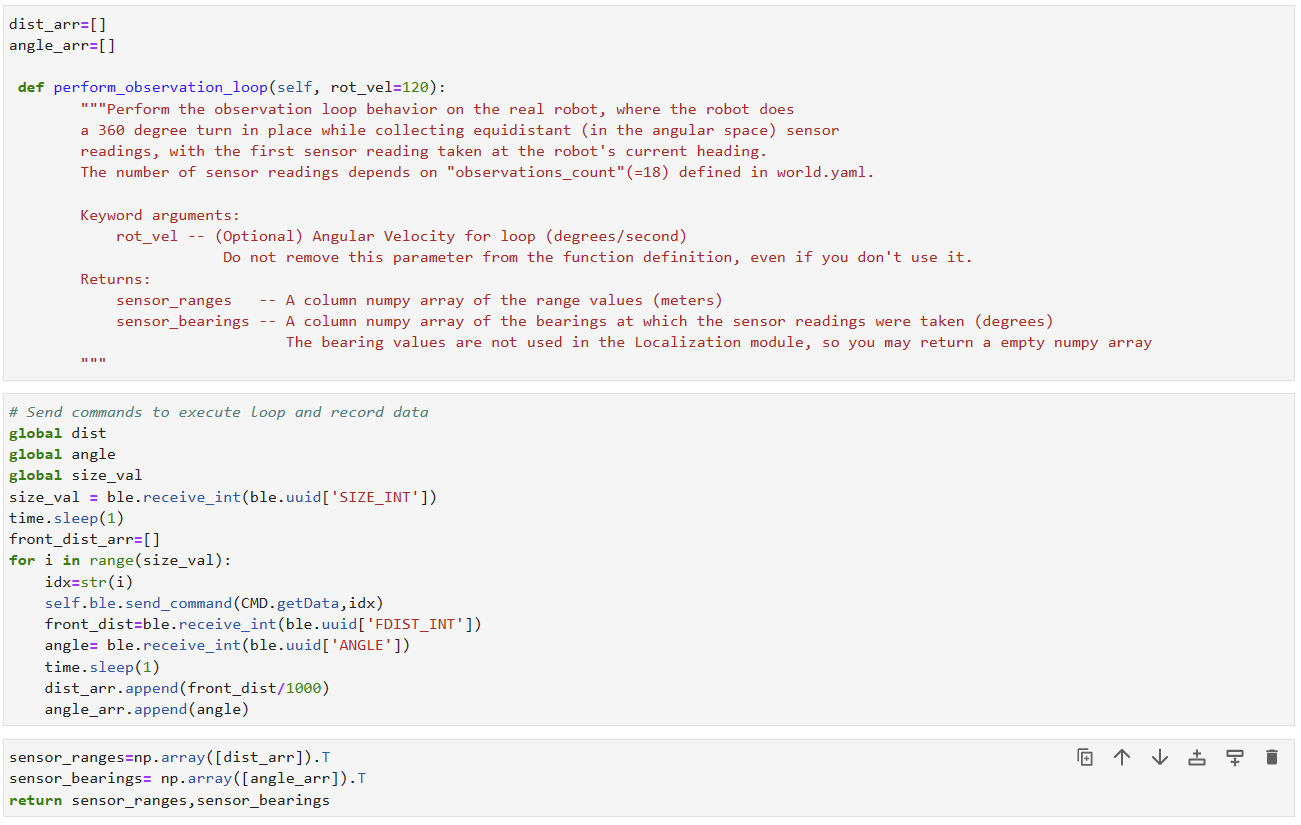 dist_arr=[]
angle_arr=[]
def perform_observation_loop(self, rot_vel=120):
"""Perform the observation loop behavior on the real robot, where the robot does
a 360 degree turn in place while collecting equidistant (in the angular space) sensor
readings, with the first sensor reading taken at the robot's current heading.
The number of sensor readings depends on "observations_count"(=18) defined in world.yaml.
Keyword arguments:
rot_vel -- (Optional) Angular Velocity for loop (degrees/second)
Do not remove this parameter from the function definition, even if you don't use it.
Returns:
sensor_ranges   -- A column numpy array of the range values (meters)
sensor_bearings -- A column numpy array of the bearings at which the sensor readings were taken (degrees)
The bearing values are not used in the Localization module, so you may return a empty numpy array
"""
# Send commands to execute loop and record data
global dist
global angle
global size_val
size_val = ble.receive_int(ble.uuid['SIZE_INT'])
time.sleep(1)
front_dist_arr=[]
for i in range(size_val):
idx=str(i)
self.ble.send_command(CMD.getData,idx)
front_dist=ble.receive_int(ble.uuid['FDIST_INT'])
angle= ble.receive_int(ble.uuid['ANGLE'])
time.sleep(1)
dist_arr.append(front_dist/1000)
angle_arr.append(angle)
sensor_ranges=np.array([dist_arr]).T
sensor_bearings= np.array([angle_arr]).T
return sensor_ranges,sensor_bearings